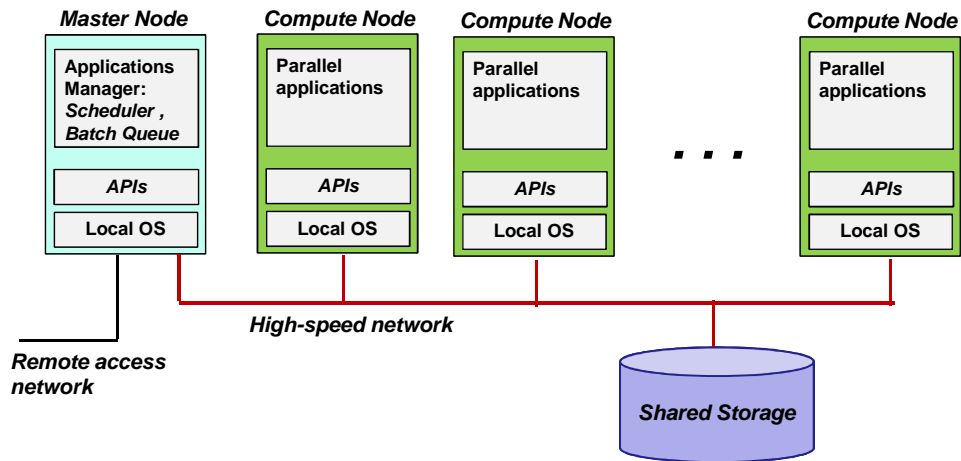 Master Node
Compute Node
Compute Node
Compute Node
Applications
Manager:
Scheduler ,
Batch Queue
APIs
Local OS
Parallel
applications
APIs
Local OS
Parallel
applications
APIs
Local OS
. . .
Parallel
applications
APIs
Local OS
High-speed network
Remote access
network
Shared Storage